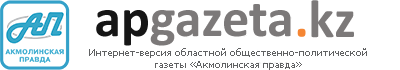 АП
АКМОЛИНСКАЯ
ПРАВДА
apgazeta.kz
Интернет-версия областной общественно-политической
газеты «Акмолинская правда»